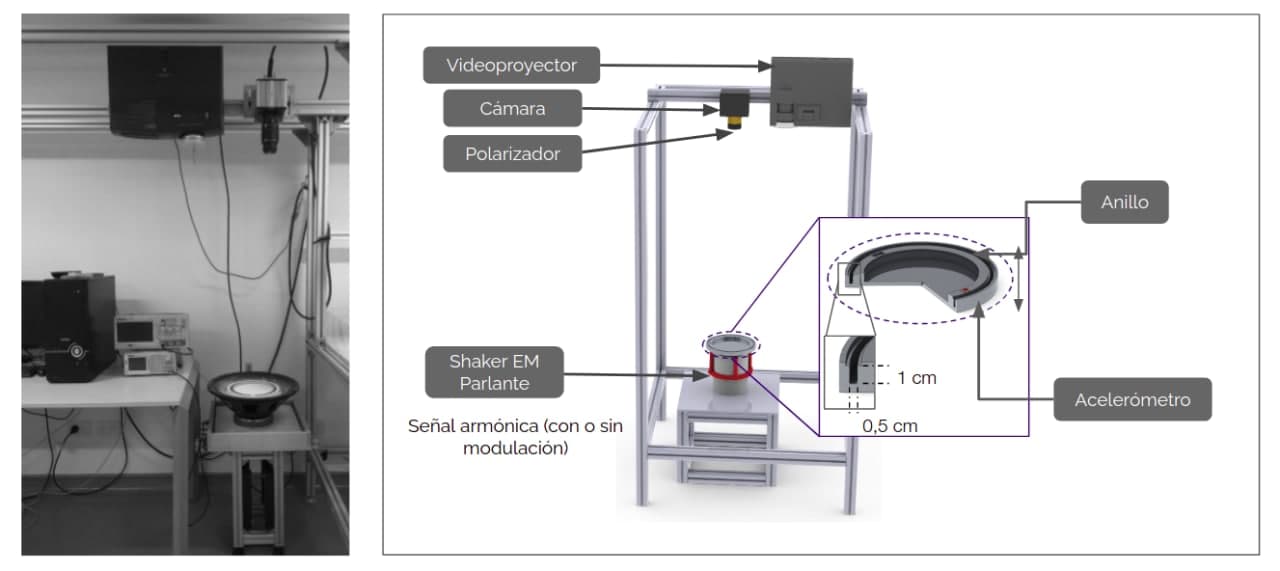 Videoproyector
Cámara
Polarizador
Anillo
Shaker EM
Parlante
1 cm
Acelerómetro
Señal armónica (con o sin
modulación)
0,5 cm